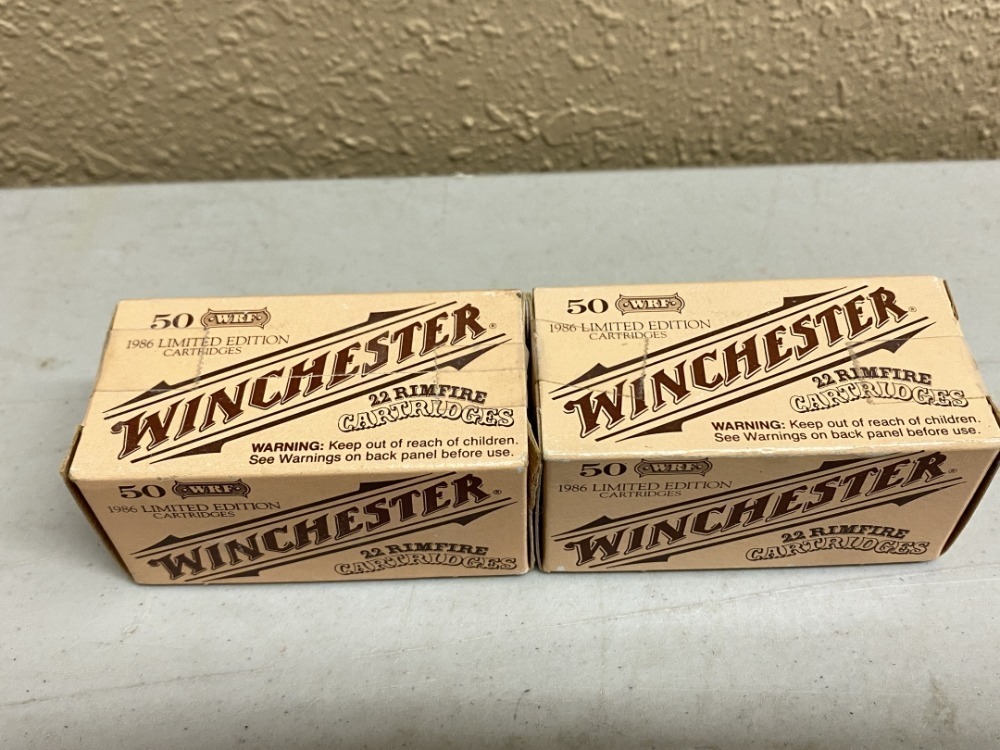 50 WRF
1986 LIMITED EDITION
CARTRIDGES
WINCHESTER®
22 RIMFIRE
CARTRIDGES
WARNING: Keep out of reach of children.
See Warnings on back panel before use.
50 WRF
1986 LIMITED EDITION
CARTRIDGES
WINCHESTER®
22 RIMFIRE
CARTRIDGES
50 WRF
1986 LIMITED EDITION
CARTRIDGES
WINCHESTER®
22 RIMFIRE
CARTRIDGES
WARNING: Keep out of reach of children.
See Warnings on back panel before use.
50 WRF
1986 LIMITED EDITION
CARTRIDGES
WINCHESTER®
22 RIMFIRE
CARTRIDGES